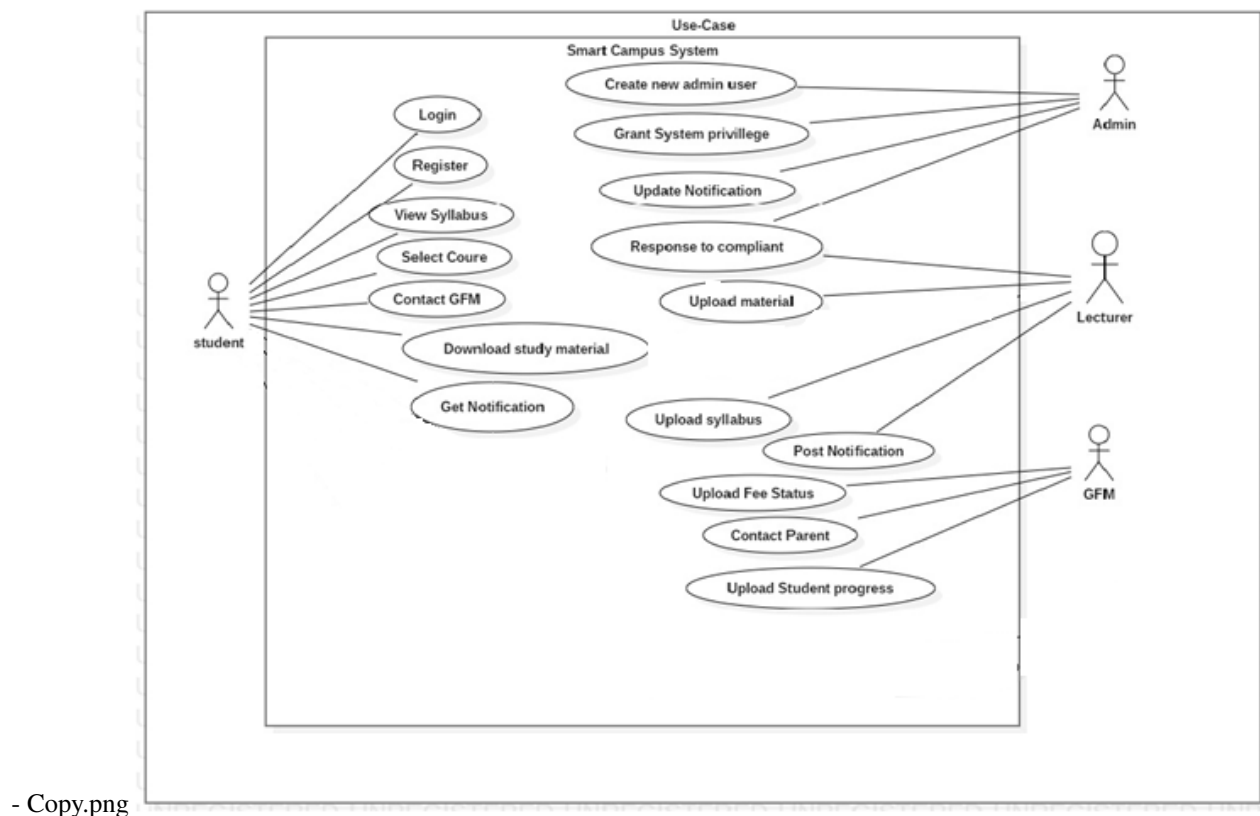 Use-Case
Smart Campus System
Create new admin user
Login
Admin
Grant System privillege
Register
Update Notification
View Syllabus
Response to compliant
Select Coure
Contact GFM
Upload material
Lecturer
student
Download study material
Get Notification
Upload syllabus
Post Notification
Upload Fee Status
GFM
Contact Parent
Upload Student progress
- Copy.png